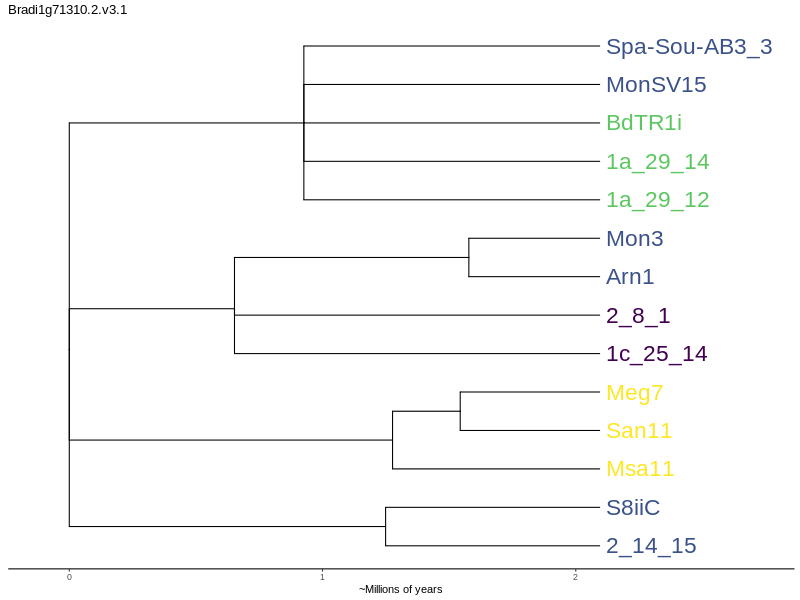 Bradi1g71310.2.v3.1
Spa-Sou-AB3_3
MonSV15
BdTR1i
1a_29_14
1a_29_12
Mon3
Arn1
2_8_1
1c_25_14
Meg7
San11
Msa11
S8iiC
2_14_15
0 1 2
~Millions of years